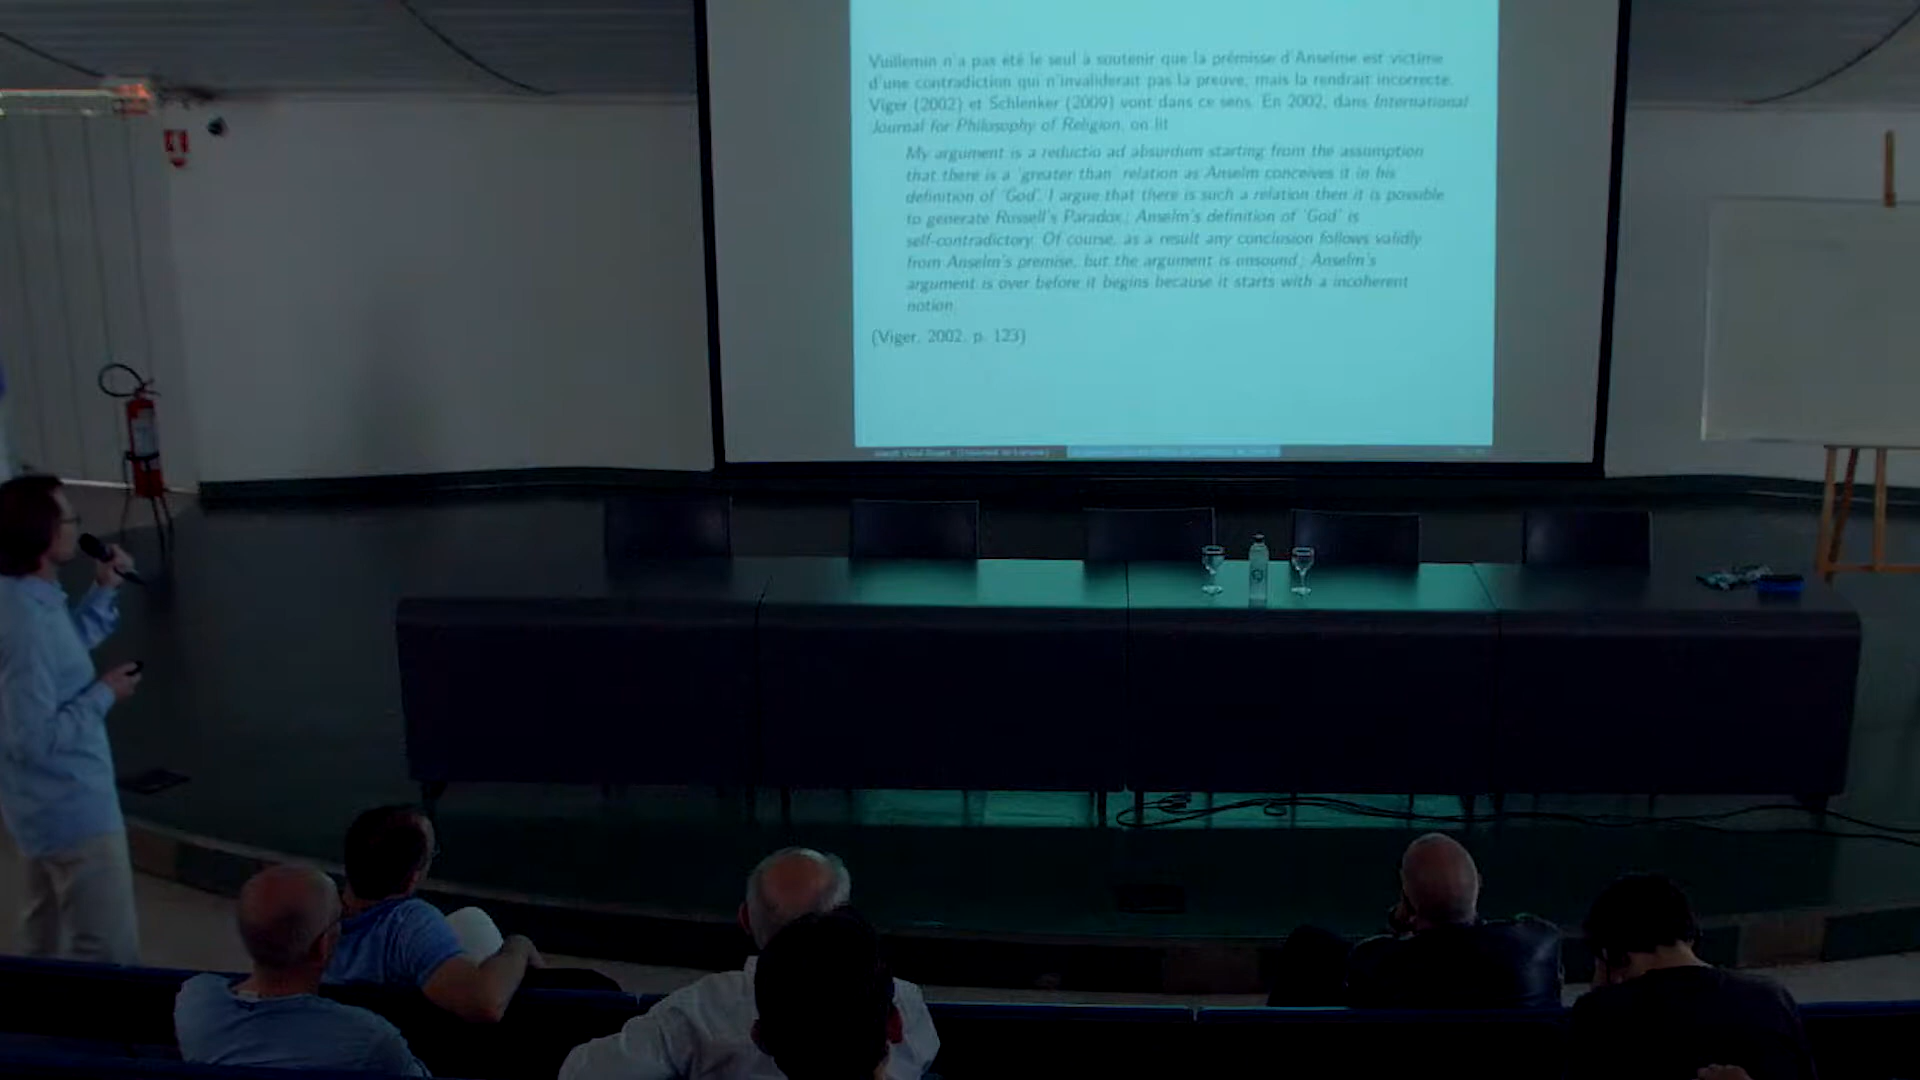 Vuillemin n'a pas été le seul à soutenir que la prémisse d'Anselme est victime
d'une contradiction qui n'invaliderait pas la preuve, mais la rendrait incorrecte.
Viger (2002) et Schlenker (2009) vont dans ce sens. En 2002, dans International
Journal for Philosophy of Religion, on lit
My argument is a reductio ad absurdum starting from the assumption
that there is a 'greater than' relation as Anselm conceives it in his
definition of 'God'. I argue that there is such a relation then it is possible
to generate Russell's Paradox; Anselm's definition of 'God' is
self-contradictory. Of course, as a result any conclusion follows validly
from Anselm's premise, but the argument is unsound; Anselm's
argument is over before it begins because it starts with a incoherent
notion.
(Viger, 2002, p. 123)